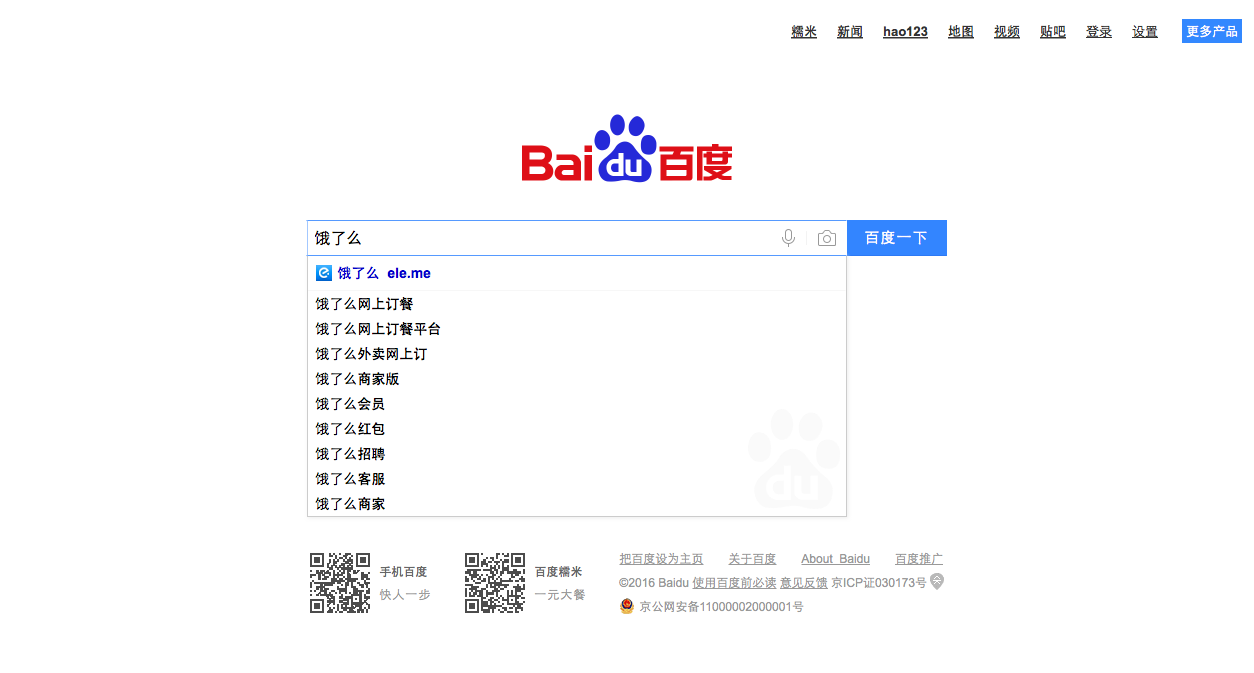 糯米 新闻 hao123 地图 视频 贴吧 登录 设置 更多产品
Bai du 百度
饿了么 百度一下
饿了么 ele.me
饿了么网上订餐
饿了么网上订餐平台
饿了么外卖网上订
饿了么商家版
饿了么会员
饿了么红包
饿了么招聘
饿了么客服
饿了么商家
du
手机百度
快人一步
百度糯米
一元大餐
把百度设为主页 关于百度 About Baidu 百度推广
©2016 Baidu 使用百度前必读 意见反馈 京ICP证030173号
京公网安备11000002000001号